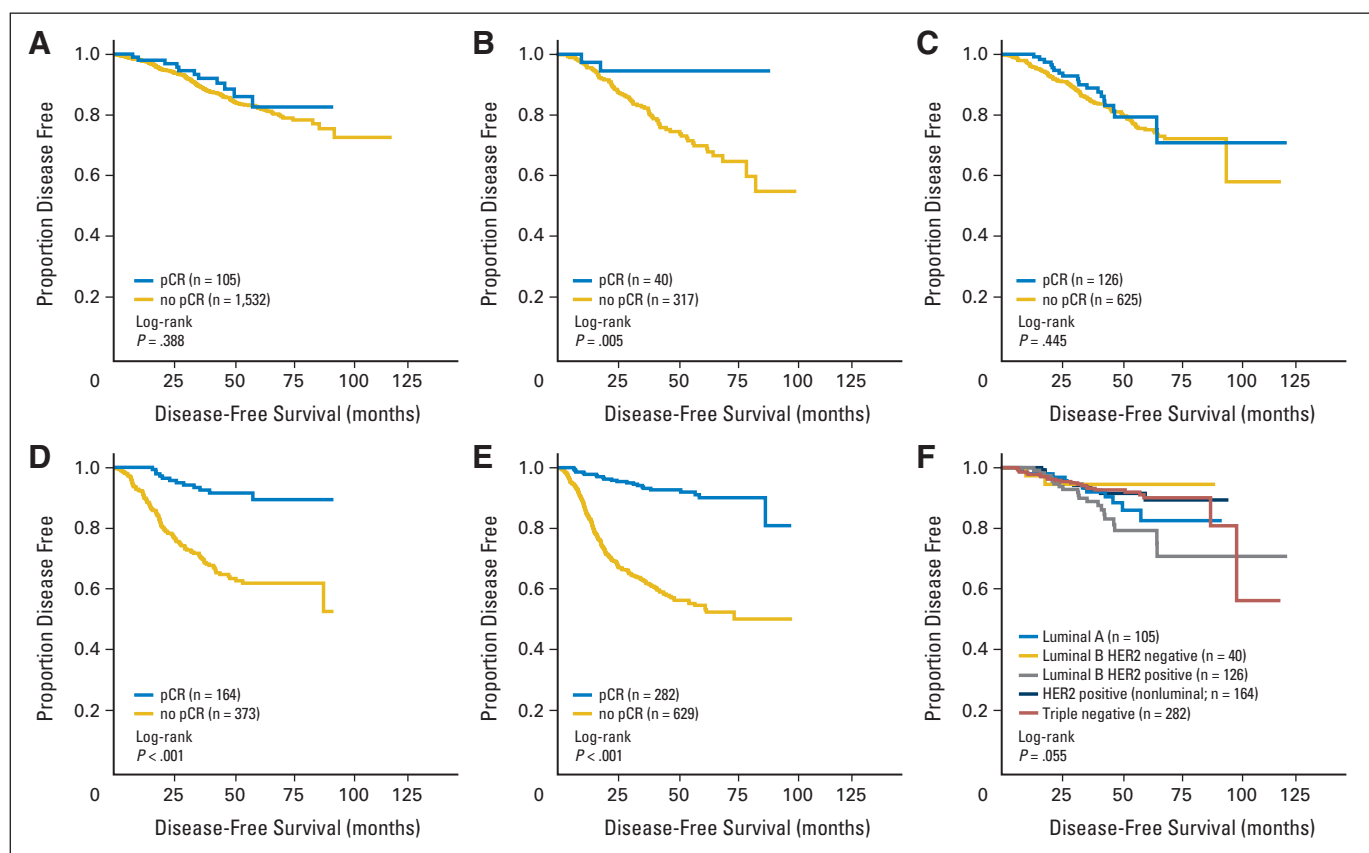 A
Proportion Disease Free
1.0
0.8
0.6
0.4
0.2
pCR (n = 105)
no pCR (n = 1,532)
Log-rank
P = .388
0 25 50 75 100 125
Disease-Free Survival (months)
B
Proportion Disease Free
1.0
0.8
0.6
0.4
0.2
pCR (n = 40)
no pCR (n = 317)
Log-rank
P = .005
0 25 50 75 100 125
Disease-Free Survival (months)
C
Proportion Disease Free
1.0
0.8
0.6
0.4
0.2
pCR (n = 126)
no pCR (n = 625)
Log-rank
P = .445
0 25 50 75 100 125
Disease-Free Survival (months)
D
Proportion Disease Free
1.0
0.8
0.6
0.4
0.2
pCR (n = 164)
no pCR (n = 373)
Log-rank
P < .001
0 25 50 75 100 125
Disease-Free Survival (months)
E
Proportion Disease Free
1.0
0.8
0.6
0.4
0.2
pCR (n = 282)
no pCR (n = 629)
Log-rank
P < .001
0 25 50 75 100 125
Disease-Free Survival (months)
F
Proportion Disease Free
1.0
0.8
0.6
0.4
0.2
Luminal A (n = 105)
Luminal B HER2 negative (n = 40)
Luminal B HER2 positive (n = 126)
HER2 positive (nonluminal; n = 164)
Triple negative (n = 282)
Log-rank
P = .055
0 25 50 75 100 125
Disease-Free Survival (months)